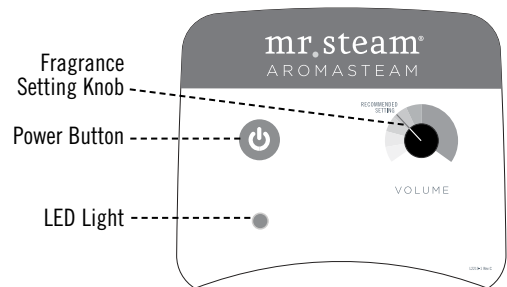 mr.steam®
AROMASTEAM
Fragrance
Setting Knob
RECOMMENDED
SETTING
Power Button
VOLUME
LED Light